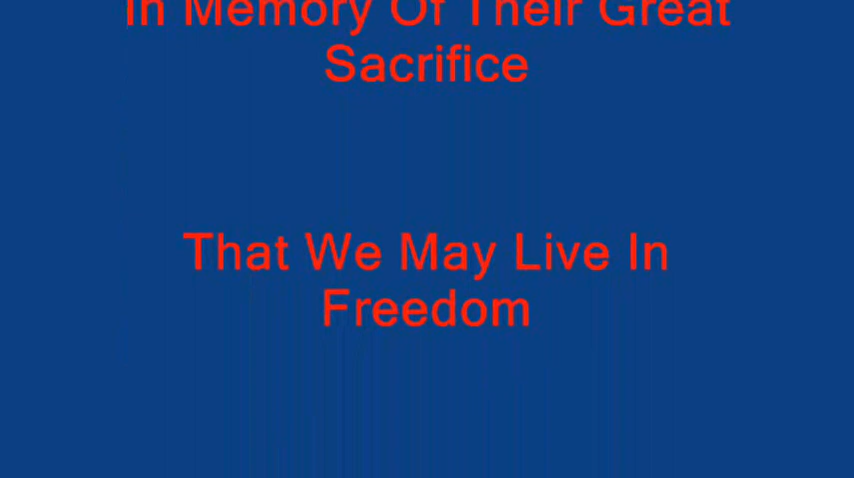 In Memory Of Their Great
Sacrifice
That We May Live In
Freedom